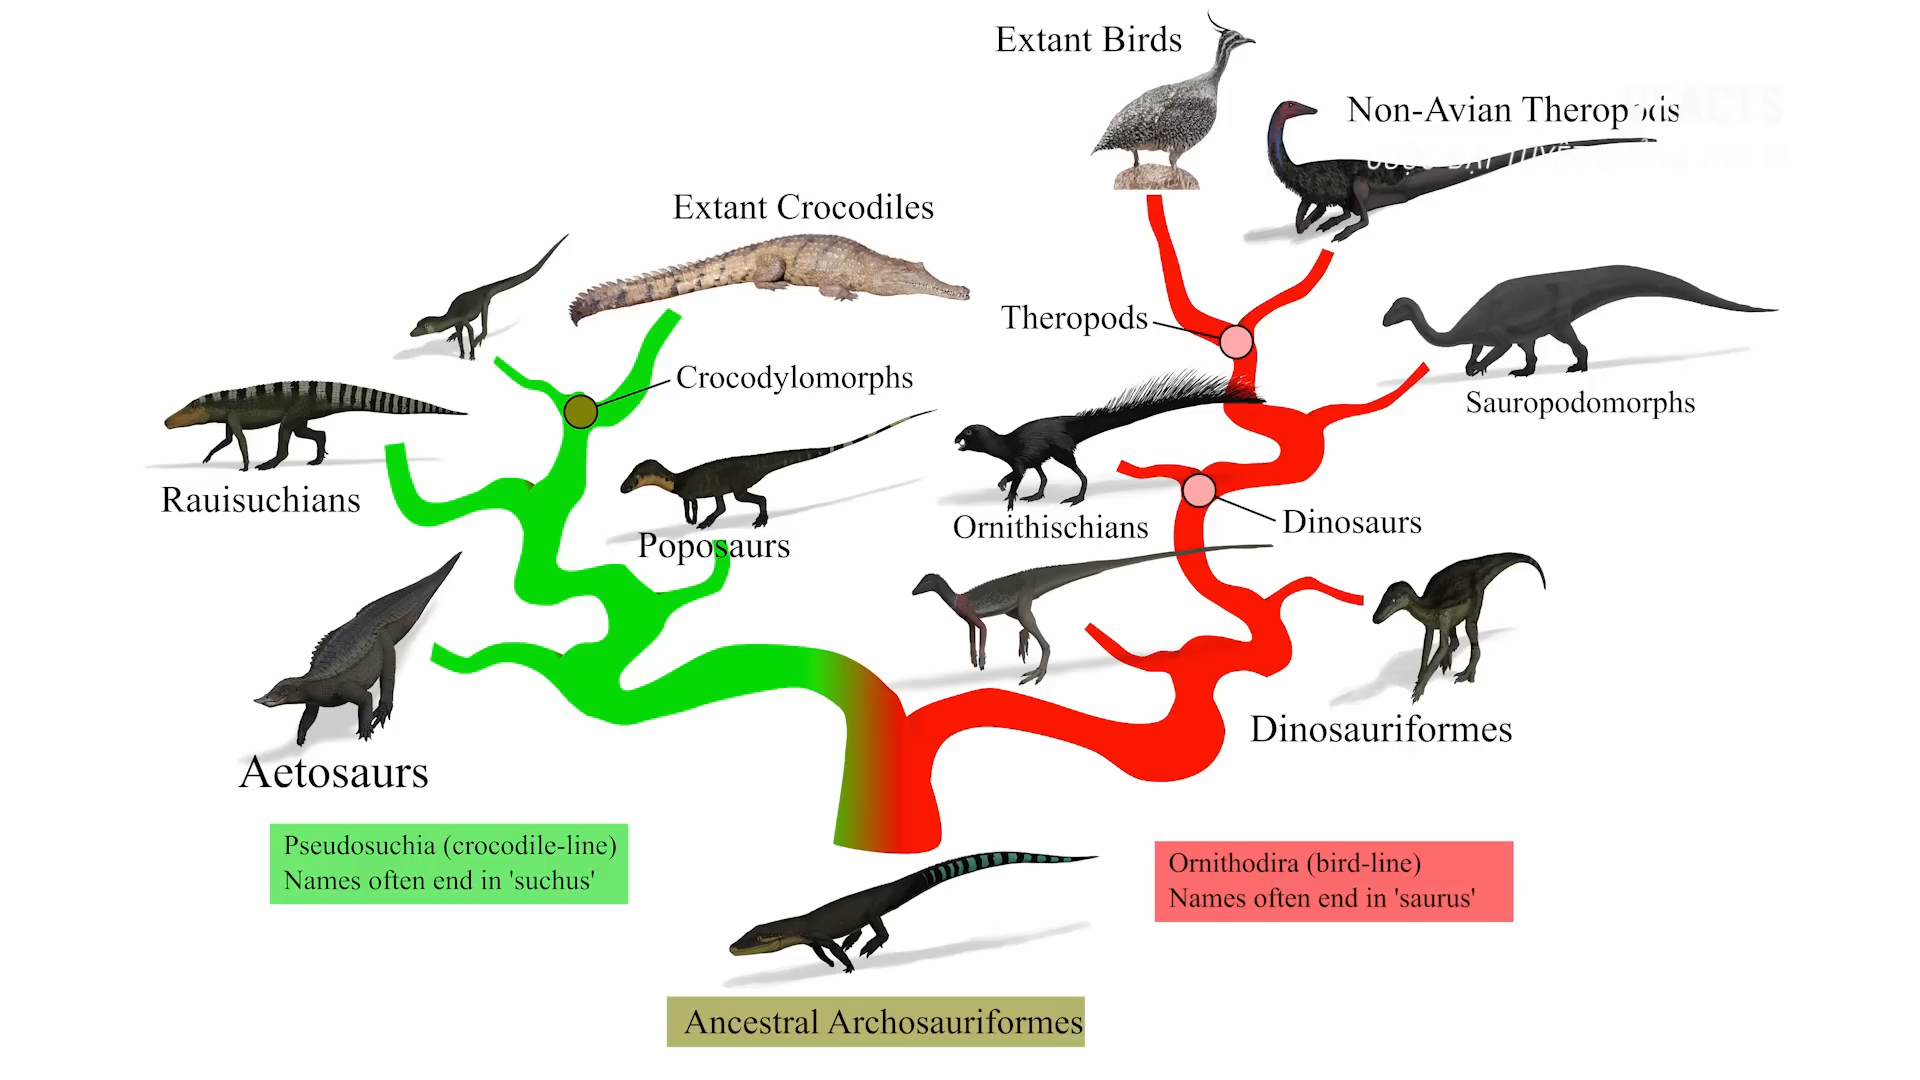 Extant Birds
Non-Avian Theropods
Extant Crocodiles
Theropods
Crocodylomorphs
Sauropodomorphs
Rauisuchians
Ornithischians
Dinosaurs
Poposaurs
Dinosauriformes
Aetosaurs
Pseudosuchia (crocodile-line)
Names often end in 'suchus'
Ornithodira (bird-line)
Names often end in 'saurus'
Ancestral Archosauriformes